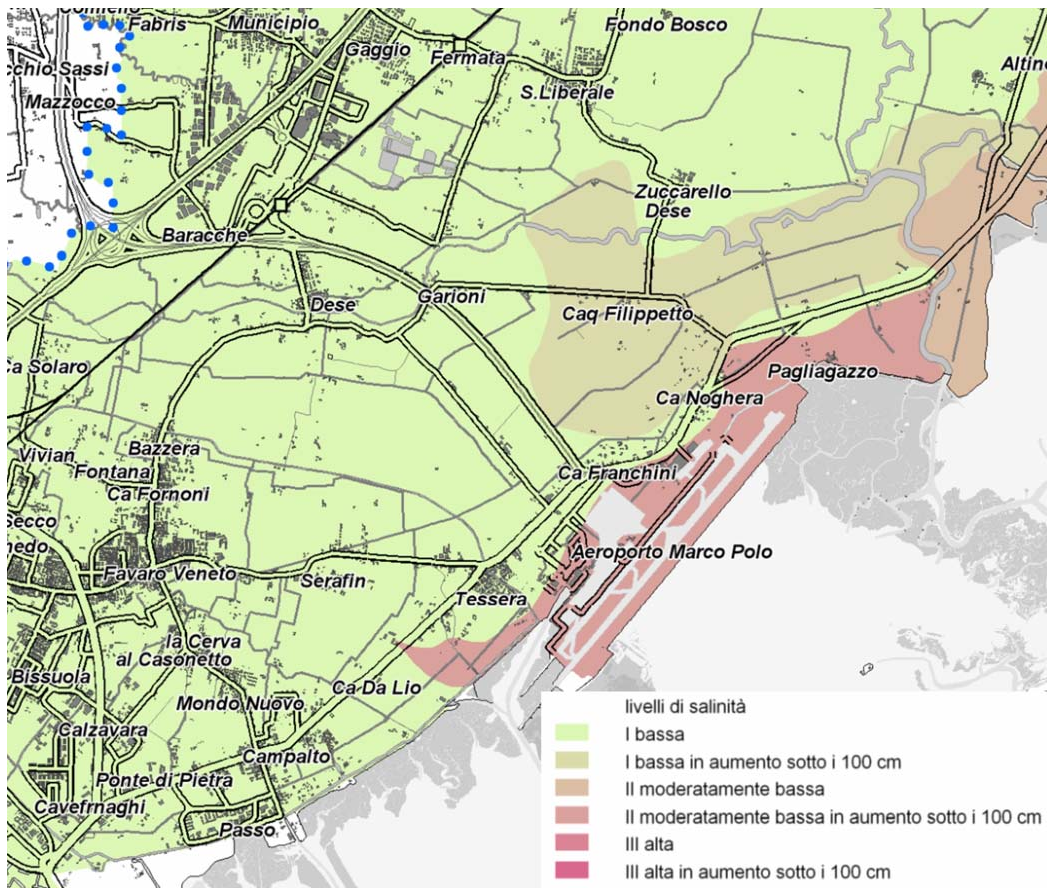 Fabris
Municipio
Gaggio
Fermata
Fondo Bosco
Altino
cchio Sassi
Mazzocco
S.Liberale
Zuccarello
Dese
Baracche
Dese
Garioni
Caq Filippetto
Ca Solaro
Pagliagazzo
Ca Noghera
Vivian
Bazzera
Fontana
Ca Fornoni
Ca Franchini
Secco
nedo
Favaro Veneto
Serafin
Aeroporto Marco Polo
Tessera
la Cerva
al Casonetto
Bissuola
Ca Da Lio
Mondo Nuovo
Calzavara
Campalto
Ponte di Pietra
Cavefrnaghi
Passo
livelli di salinità
I bassa
I bassa in aumento sotto i 100 cm
II moderatamente bassa
II moderatamente bassa in aumento sotto i 100 cm
III alta
III alta in aumento sotto i 100 cm